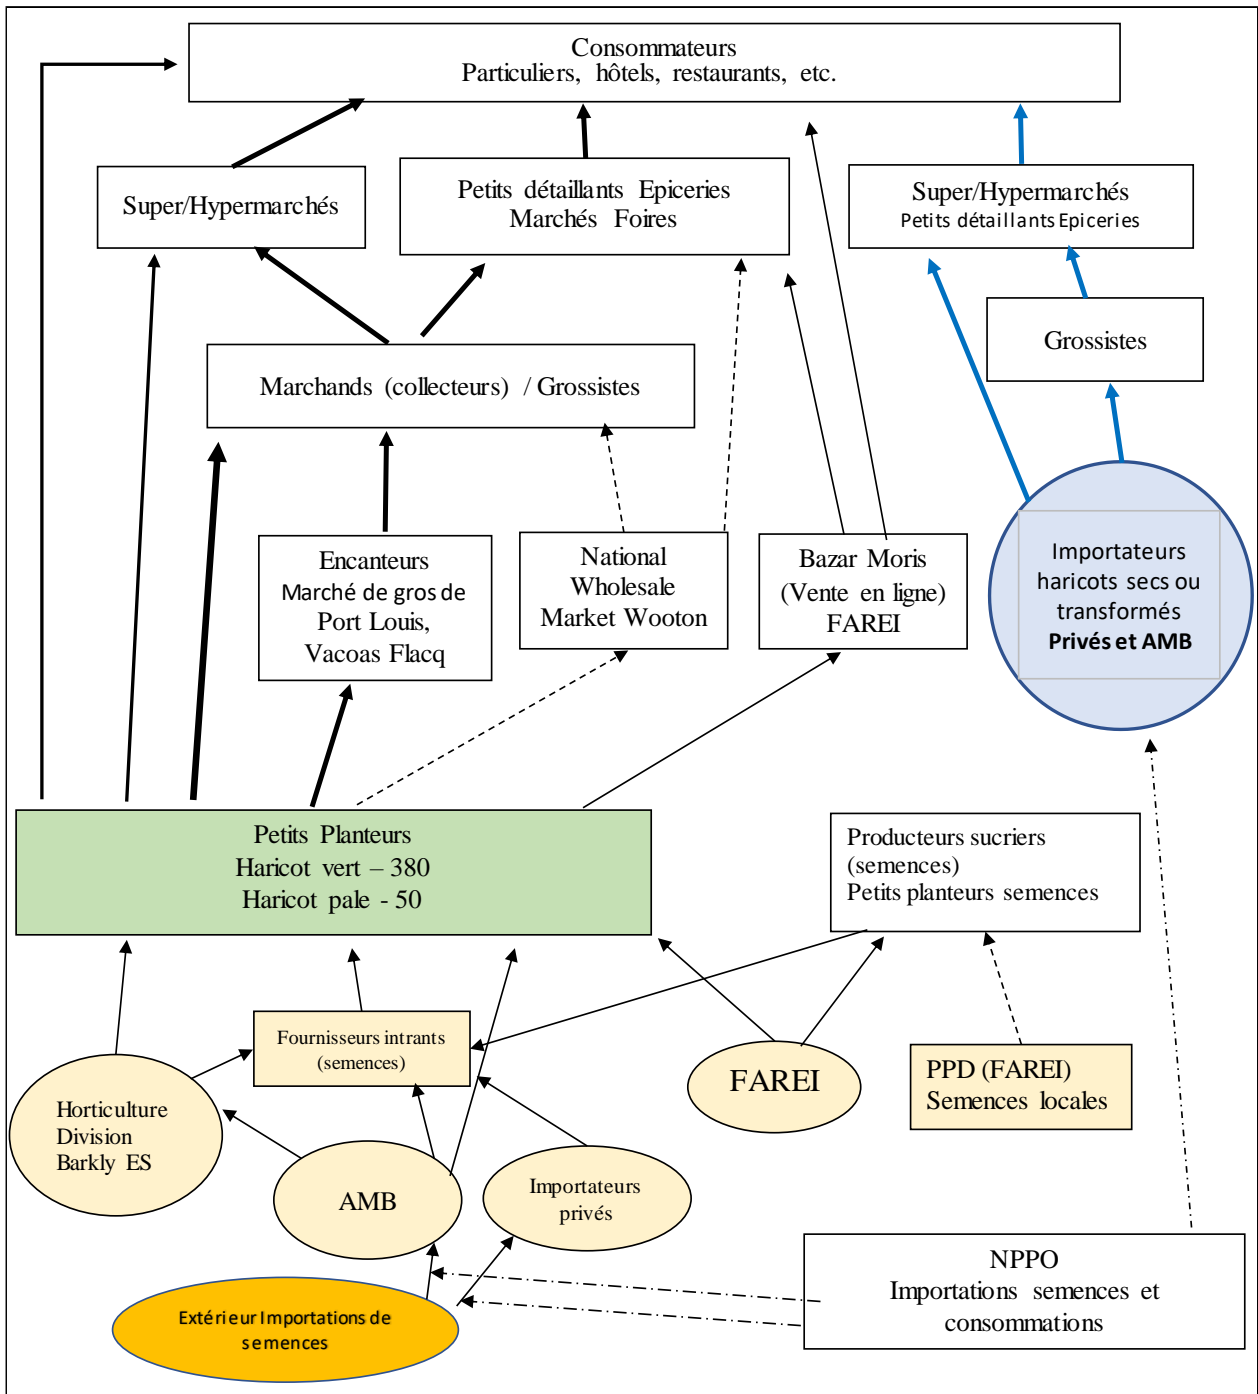 Consommateurs
Particuliers, hôtels, restaurants, etc.
Super/Hypermarchés
Petits détaillants Epiceries
Marchés Foires
Super/Hypermarchés
Petits détaillants Epiceries
Grossistes
Marchands (collecteurs) / Grossistes
Encanteurs
Marché de gros de
Port Louis,
Vacoas Flacq
National
Wholesale
Market Wooton
Bazar Moris
(Vente en ligne)
FAREI
Importateurs
haricots secs ou
transformés
Privés et AMB
Petits Planteurs
Haricot vert – 380
Haricot pale - 50
Producteurs sucriers
(semences)
Petits planteurs semences
Fournisseurs intrants
(semences)
FAREI
PPD (FAREI)
Semences locales
Horticulture
Division
Barkly ES
AMB
Importateurs
privés
NPPO
Importations semences et
consommations
Extérieur Importations de
semences